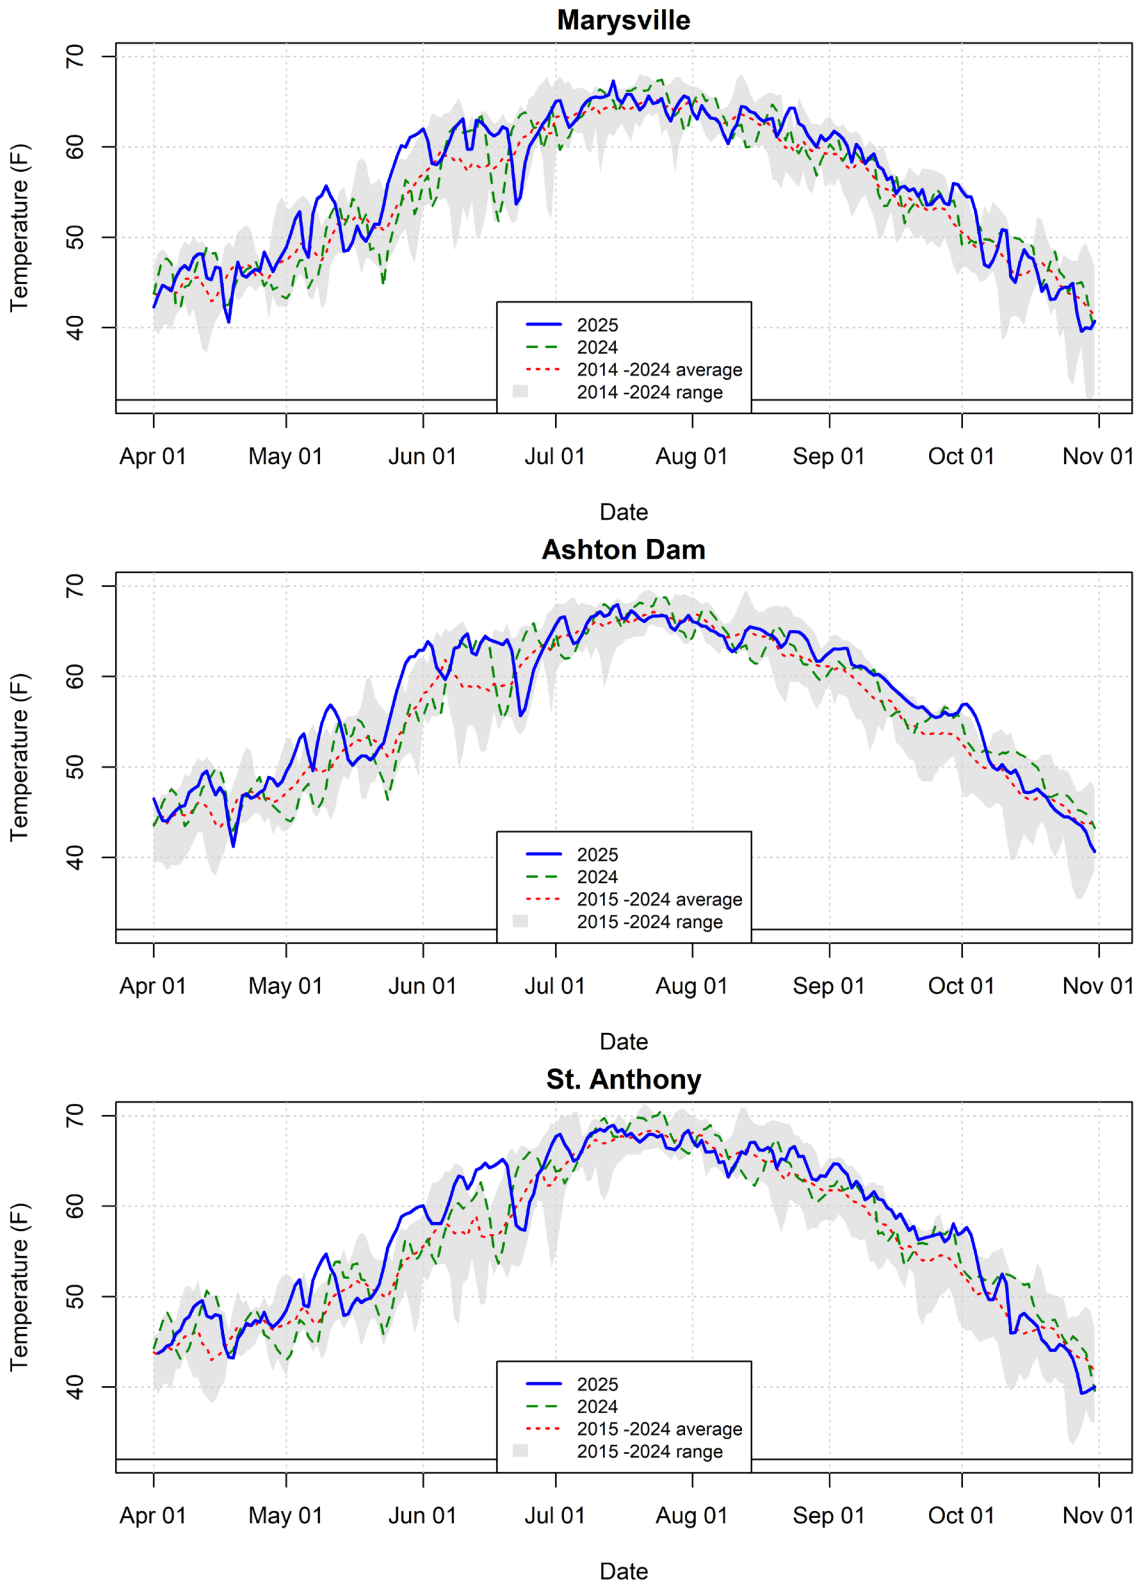 Marysville
Temperature (F)
70
60
50
40
2025
2024
2014 -2024 average
2014 -2024 range
Apr 01 May 01 Jun 01 Jul 01 Aug 01 Sep 01 Oct 01 Nov 01
Date
Ashton Dam
Temperature (F)
70
60
50
40
2025
2024
2015 -2024 average
2015 -2024 range
Apr 01 May 01 Jun 01 Jul 01 Aug 01 Sep 01 Oct 01 Nov 01
Date
St. Anthony
Temperature (F)
70
60
50
40
2025
2024
2015 -2024 average
2015 -2024 range
Apr 01 May 01 Jun 01 Jul 01 Aug 01 Sep 01 Oct 01 Nov 01
Date